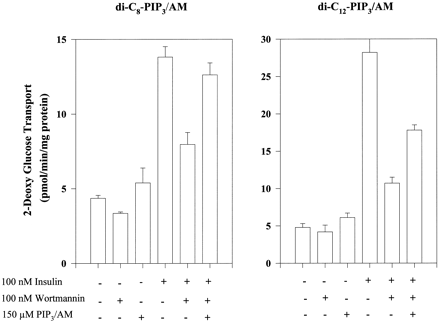 di-C8-PIP3/AM
di-C12-PIP3/AM
2-Deoxy Glucose Transport
(pmol/min/mg protein)
15
10
5
0
30
25
20
15
10
5
0
100 nM Insulin - - - + + + - - - + + +
100 nM Wortmannin - + - - + + - + - - + +
150 µM PIP3/AM - - + - - + - - + - - +